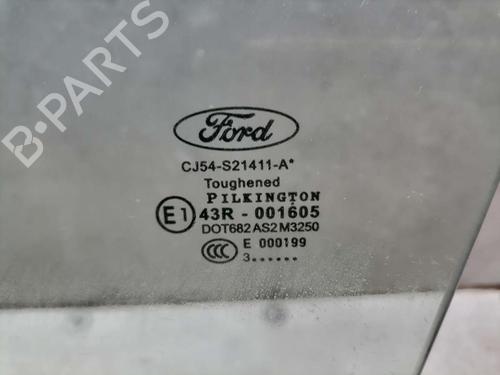 B-PARTS
Ford
CJ54-S21411-A*
Toughened
PILKINGTON
E1 43R - 001605
DOT682 AS2 M3250
CCC E 000199
3......